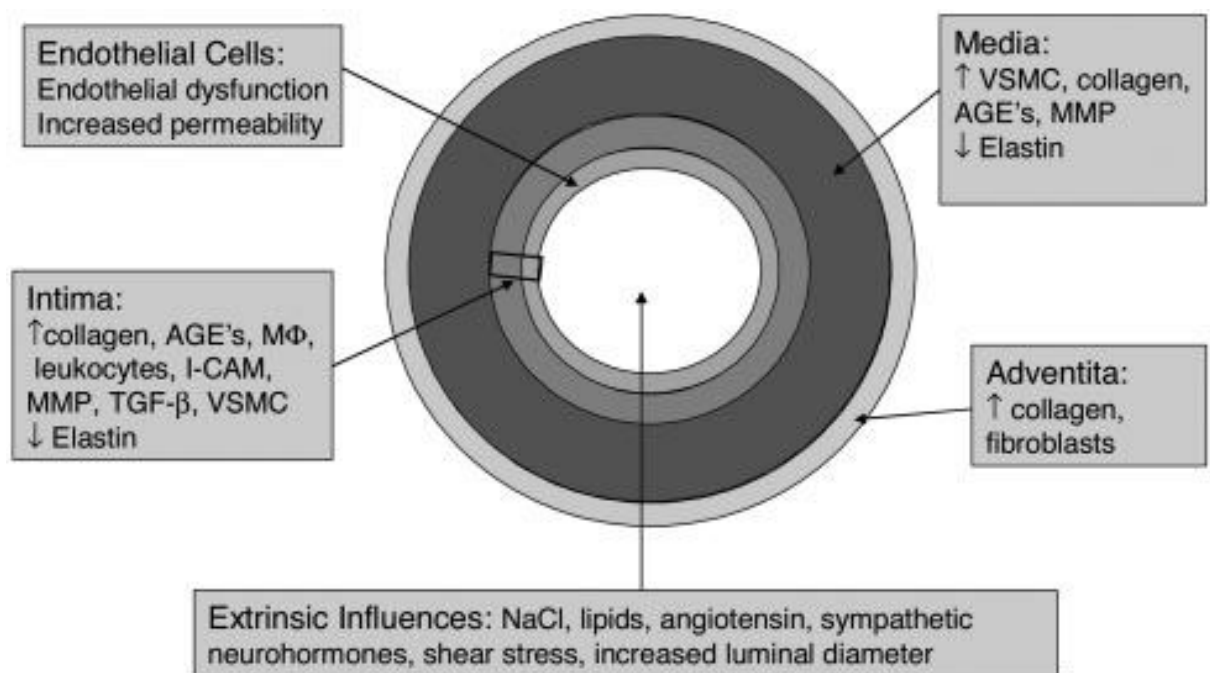 Endothelial Cells:
Endothelial dysfunction
Increased permeability
Media:
↑ VSMC, collagen,
AGE's, MMP
↓ Elastin
Intima:
↑collagen, AGE's, MΦ,
leukocytes, I-CAM,
MMP, TGF-β, VSMC
↓ Elastin
Adventita:
↑ collagen,
fibroblasts
Extrinsic Influences: NaCl, lipids, angiotensin, sympathetic
neurohormones, shear stress, increased luminal diameter